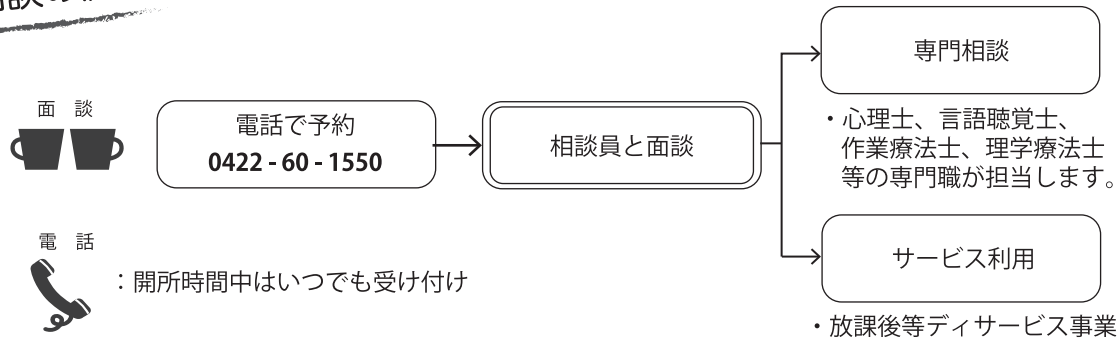 面 談
電話で予約
0422 - 60 - 1550
相談員と面談
専門相談
・心理士、言語聴覚士、
作業療法士、理学療法士
等の専門職が担当します。
サービス利用
・放課後等ディサービス事業
電 話
：開所時間中はいつでも受け付け